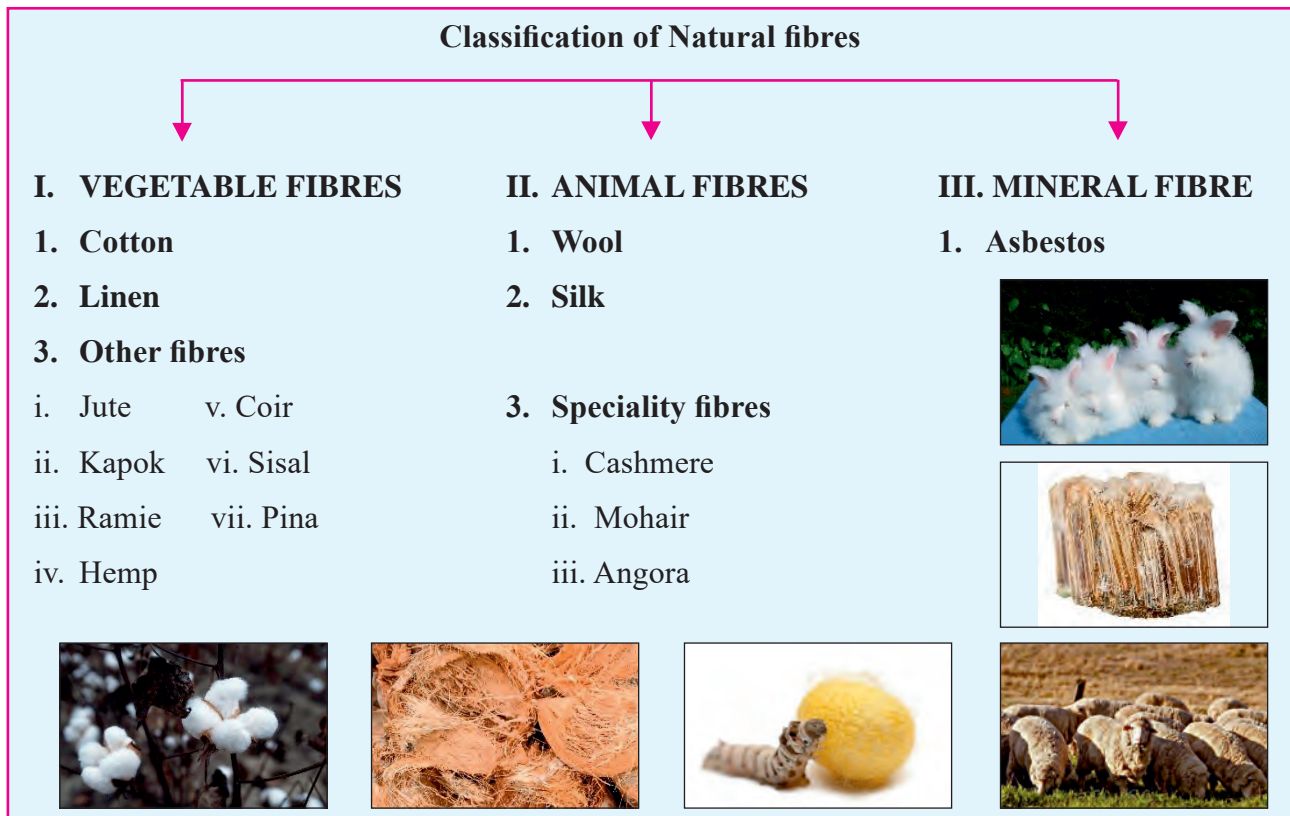 Classification of Natural fibres
I. VEGETABLE FIBRES
1. Cotton
2. Linen
3. Other fibres
i. Jute v. Coir
ii. Kapok vi. Sisal
iii. Ramie vii. Pina
iv. Hemp
II. ANIMAL FIBRES
1. Wool
2. Silk
3. Speciality fibres
i. Cashmere
ii. Mohair
iii. Angora
III. MINERAL FIBRE
1. Asbestos